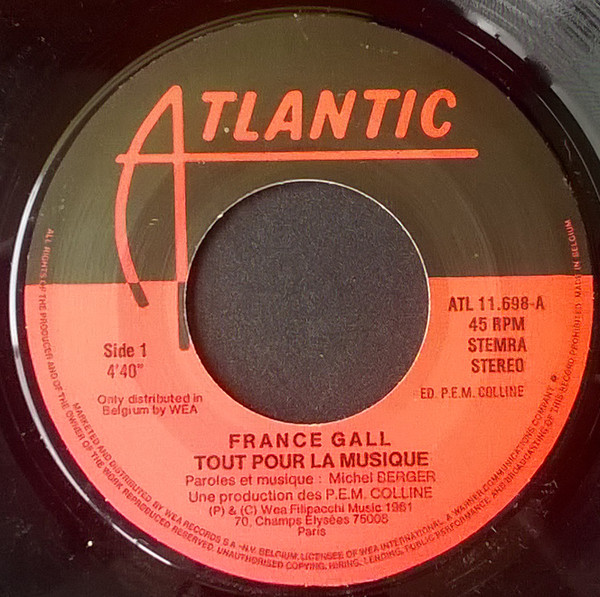 ATLANTIC
Side 1
4'40"
Only distributed in
Belgium by WEA
ATL 11.698-A
45 RPM
STEMRA
STEREO
ED. P.E.M. COLLINE
FRANCE GALL
TOUT POUR LA MUSIQUE
Paroles et musique : Michel BERGER
Une production des P.E.M. COLLINE
(P) & (C) Wea Filipacchi Music 1981
70, Champs Elysées 75008
Paris
ALL RIGHTS OF THE PRODUCER AND OF THE OWNER OF THE WORK REPRODUCED RESERVED. UNAUTHORISED COPYING, HIRING, LENDING, PUBLIC PERFORMANCE AND BROADCASTING OF THIS RECORD PROHIBITED. MADE IN BELGIUM
MARKETED AND DISTRIBUTED BY WEA RECORDS S.A.-N.V. BELGIUM, LICENSEE OF WEA INTERNATIONAL, A WARNER COMMUNICATIONS COMPANY